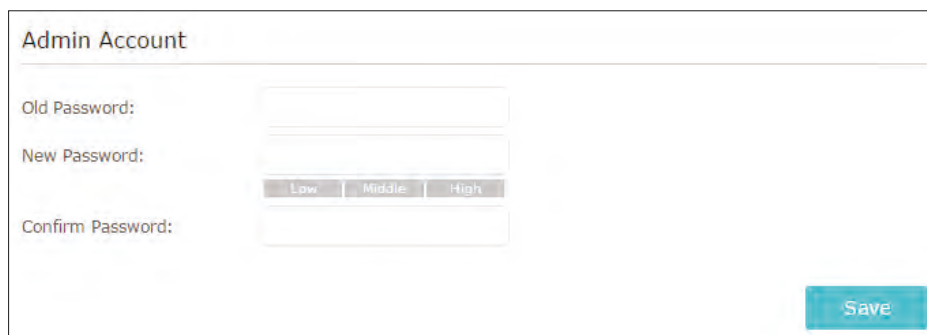 Admin Account
Old Password:
New Password:
Low Middle High
Confirm Password:
Save